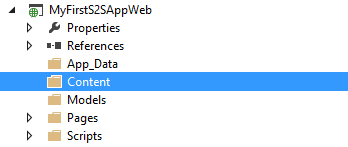 MyFirstS2SAppWeb
Properties
References
App_Data
Content
Models
Pages
Scripts